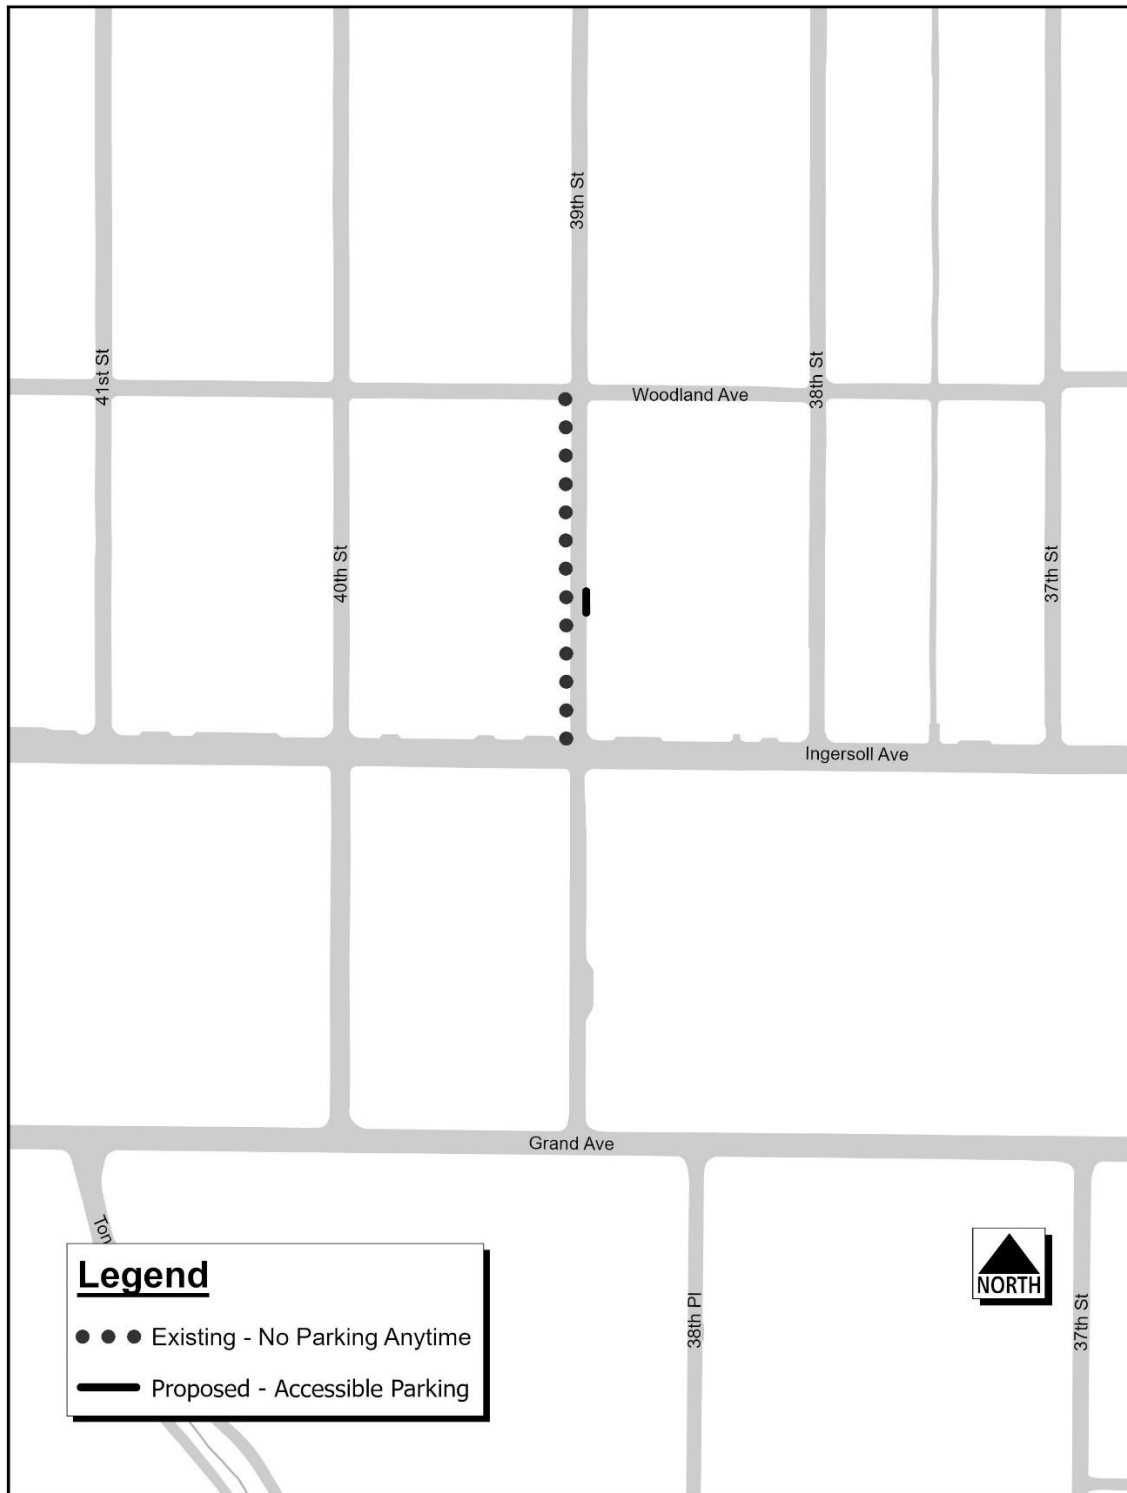 39th St
41st St
38th St
Woodland Ave
40th St
37th St
Ingersoll Ave
Grand Ave
Ton
Legend
Existing - No Parking Anytime
Proposed - Accessible Parking
38th Pl
NORTH
37th St